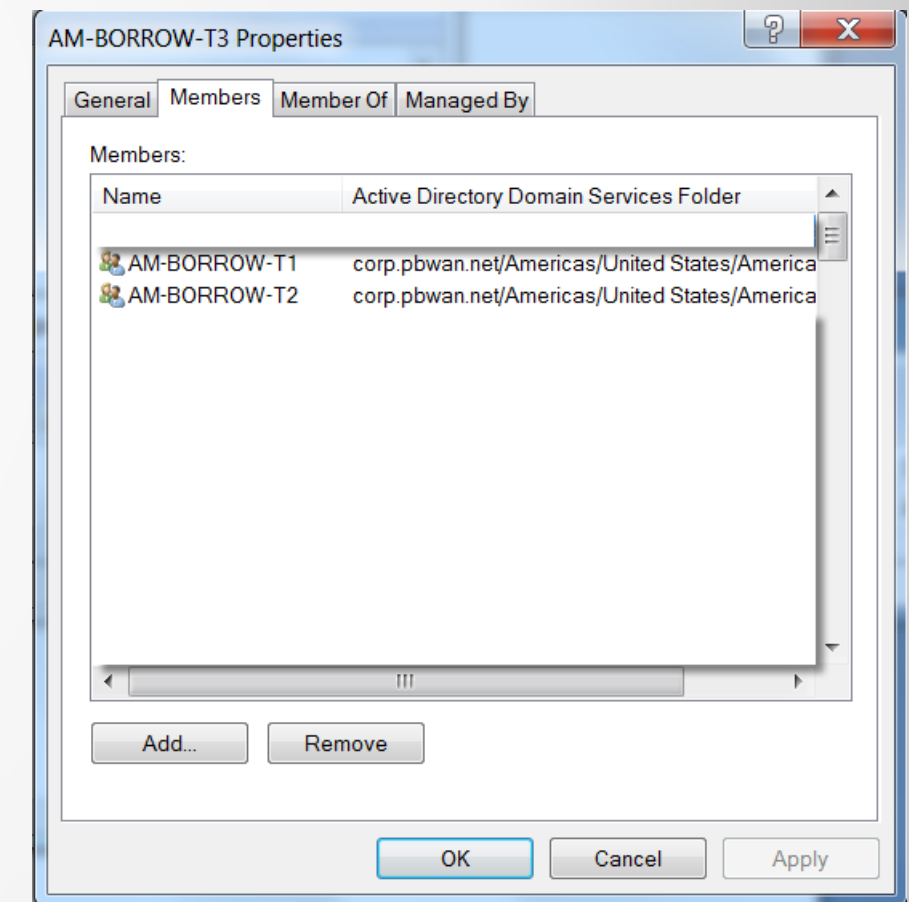 AM-BORROW-T3 Properties
General Members Member Of Managed By
Members:
Name Active Directory Domain Services Folder
AM-BORROW-T1 corp.pbwan.net/Americas/United States/America
AM-BORROW-T2 corp.pbwan.net/Americas/United States/America
Add... Remove
OK Cancel Apply